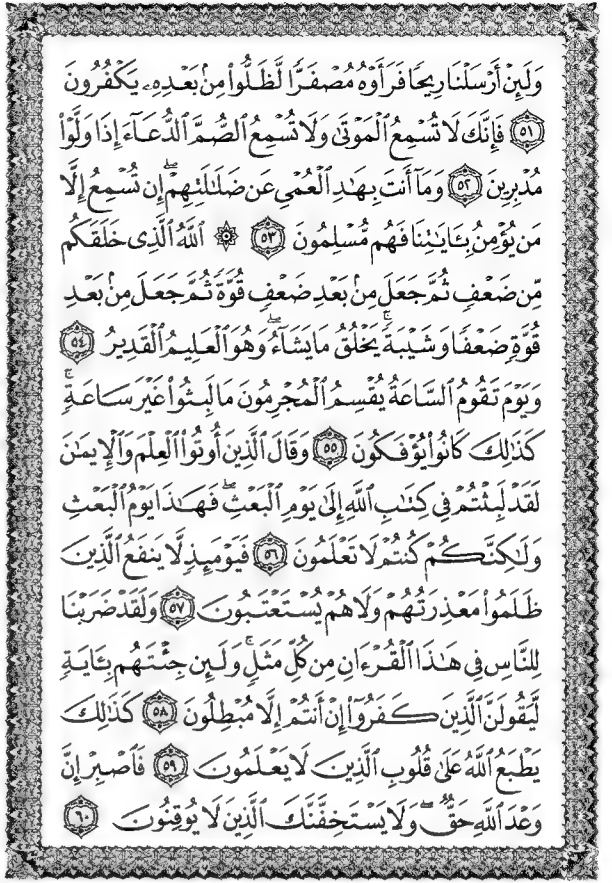 وَلَئِنۡ أَرۡسَلۡنَا رِيحٗا فَرَأَوۡهُ مُصۡفَرّٗا لَّظَلُّواْ مِنۢ بَعۡدِهِۦ يَكۡفُرُونَ
٥١ فَإِنَّكَ لَا تُسۡمِعُ ٱلۡمَوۡتَىٰ وَلَا تُسۡمِعُ ٱلصُّمَّ ٱلدُّعَآءَ إِذَا وَلَّوۡاْ
مُدۡبِرِينَ ٥٢ وَمَآ أَنتَ بِهَٰدِ ٱلۡعُمۡيِ عَن ضَلَٰلَتِهِمۡۖ إِن تُسۡمِعُ إِلَّا
مَن يُؤۡمِنُ بِـَٔايَٰتِنَا فَهُم مُّسۡلِمُونَ ٥٣ ۞ ٱللَّهُ ٱلَّذِي خَلَقَكُم
مِّن ضَعۡفٖ ثُمَّ جَعَلَ مِنۢ بَعۡدِ ضَعۡفٖ قُوَّةٗ ثُمَّ جَعَلَ مِنۢ بَعۡدِ
قُوَّةٖ ضَعۡفٗا وَشَيۡبَةٗۚ يَخۡلُقُ مَا يَشَآءُۖ وَهُوَ ٱلۡعَلِيمُ ٱلۡقَدِيرُ ٥٤
وَيَوۡمَ تَقُومُ ٱلسَّاعَةُ يُقۡسِمُ ٱلۡمُجۡرِمُونَ مَا لَبِثُواْ غَيۡرَ سَاعَةٖۚ
كَذَٰلِكَ كَانُواْ يُؤۡفَكُونَ ٥٥ وَقَالَ ٱلَّذِينَ أُوتُواْ ٱلۡعِلۡمَ وَٱلۡإِيمَٰنَ
لَقَدۡ لَبِثۡتُمۡ فِي كِتَٰبِ ٱللَّهِ إِلَىٰ يَوۡمِ ٱلۡبَعۡثِۖ فَهَٰذَا يَوۡمُ ٱلۡبَعۡثِ
وَلَٰكِنَّكُمۡ كُنتُمۡ لَا تَعۡلَمُونَ ٥٦ فَيَوۡمَئِذٖ لَّا يَنفَعُ ٱلَّذِينَ
ظَلَمُواْ مَعۡذِرَتُهُمۡ وَلَا هُمۡ يُسۡتَعۡتَبُونَ ٥٧ وَلَقَدۡ ضَرَبۡنَا
لِلنَّاسِ فِي هَٰذَا ٱلۡقُرۡءَانِ مِن كُلِّ مَثَلٖۚ وَلَئِن جِئۡتَهُم بِـَٔايَةٖ
لَّيَقُولَنَّ ٱلَّذِينَ كَفَرُوٓاْ إِنۡ أَنتُمۡ إِلَّا مُبۡطِلُونَ ٥٨ كَذَٰلِكَ
يَطۡبَعُ ٱللَّهُ عَلَىٰ قُلُوبِ ٱلَّذِينَ لَا يَعۡلَمُونَ ٥٩ فَٱصۡبِرۡ إِنَّ
وَعۡدَ ٱللَّهِ حَقّٞۖ وَلَا يَسۡتَخِفَّنَّكَ ٱلَّذِينَ لَا يُوقِنُونَ ٦٠